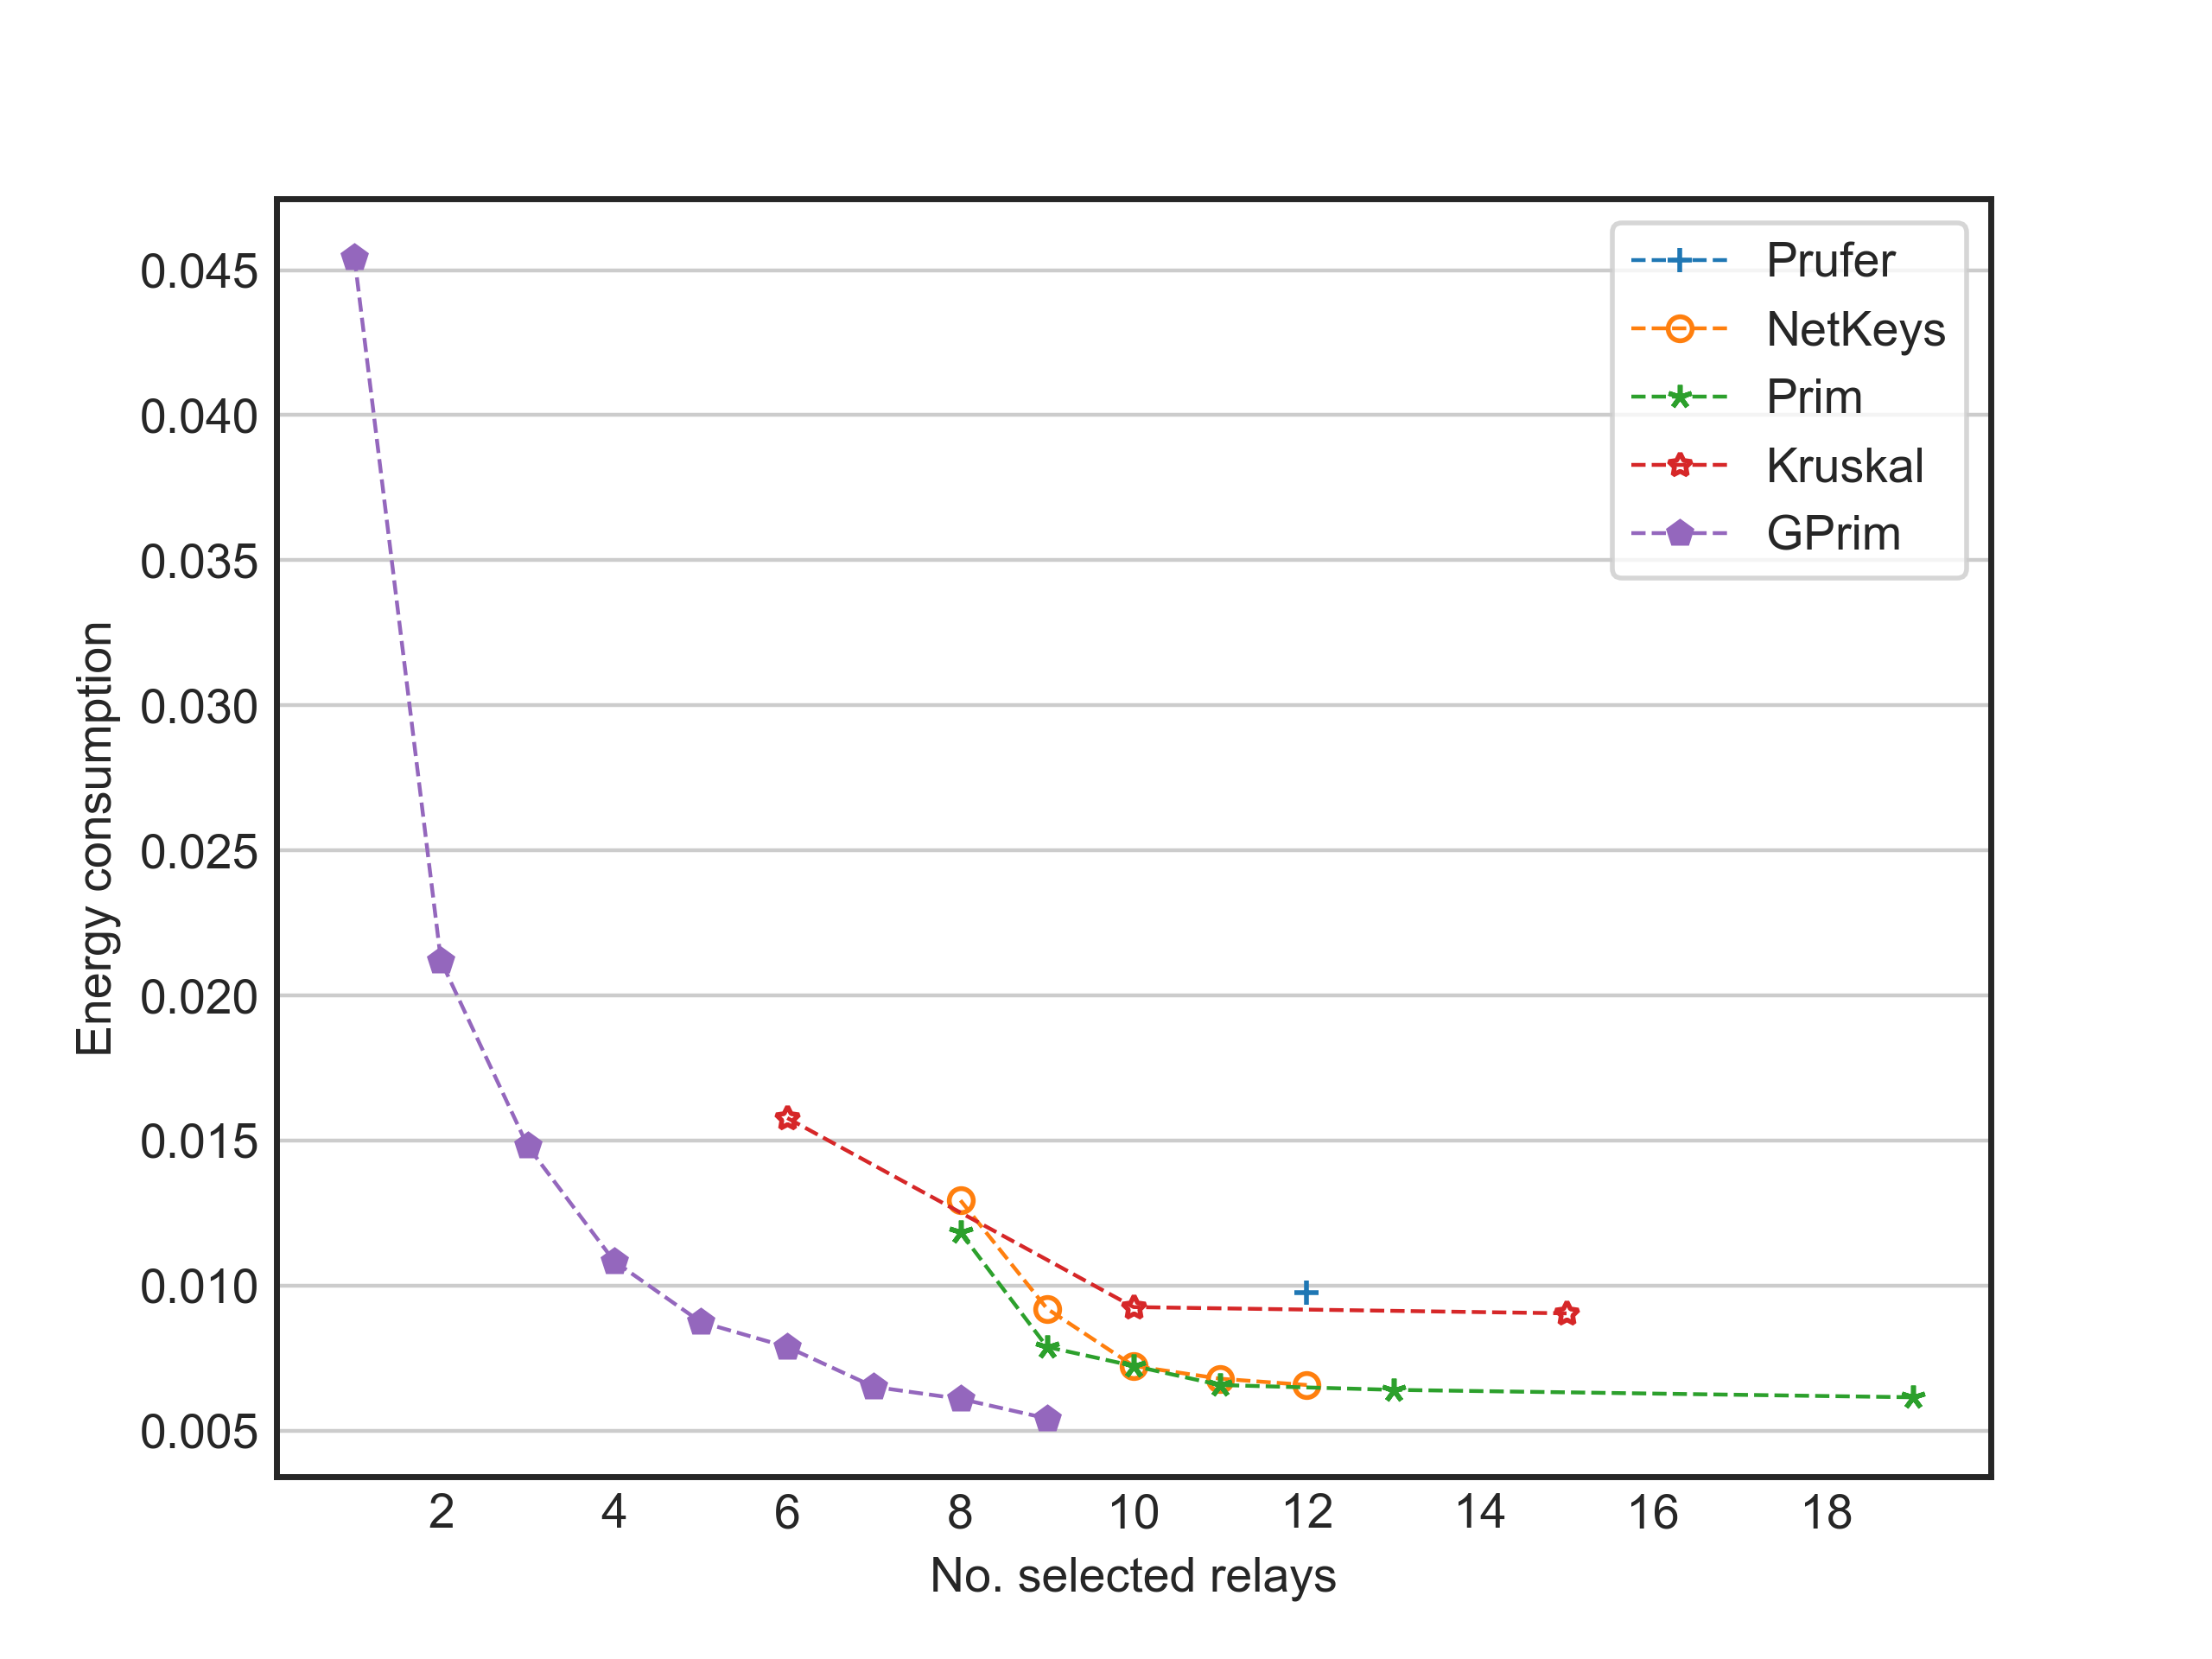 Prufer
NetKeys
Prim
Kruskal
GPrim
Energy consumption
0.045
0.040
0.035
0.030
0.025
0.020
0.015
0.010
0.005
2 4 6 8 10 12 14 16 18
No. selected relays